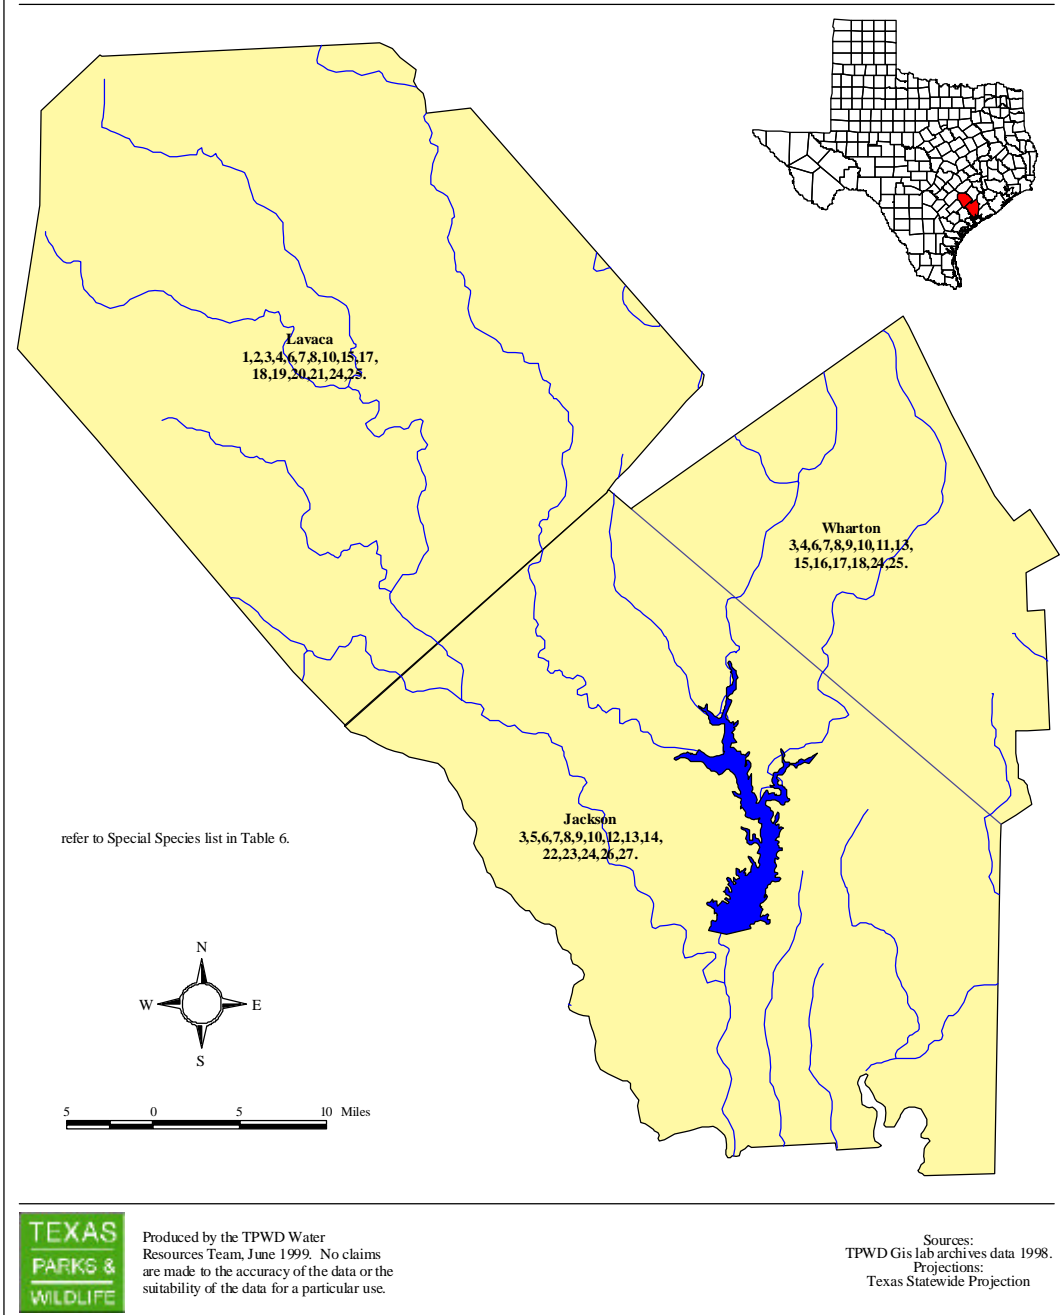 Lavaca
1,2,3,4,6,7,8,10,15,17,
18,19,20,21,24,25.
Wharton
3,4,6,7,8,9,10,11,13,
15,16,17,18,24,25.
Jackson
3,5,6,7,8,9,10,12,13,14,
22,23,24,26,27.
refer to Special Species list in Table 6.
N
W E
S
5 0 5 10 Miles
TEXAS
PARKS &
WILDLIFE
Produced by the TPWD Water
Resources Team, June 1999. No claims
are made to the accuracy of the data or the
suitability of the data for a particular use.
Sources:
TPWD Gis lab archives data 1998.
Projections:
Texas Statewide Projection